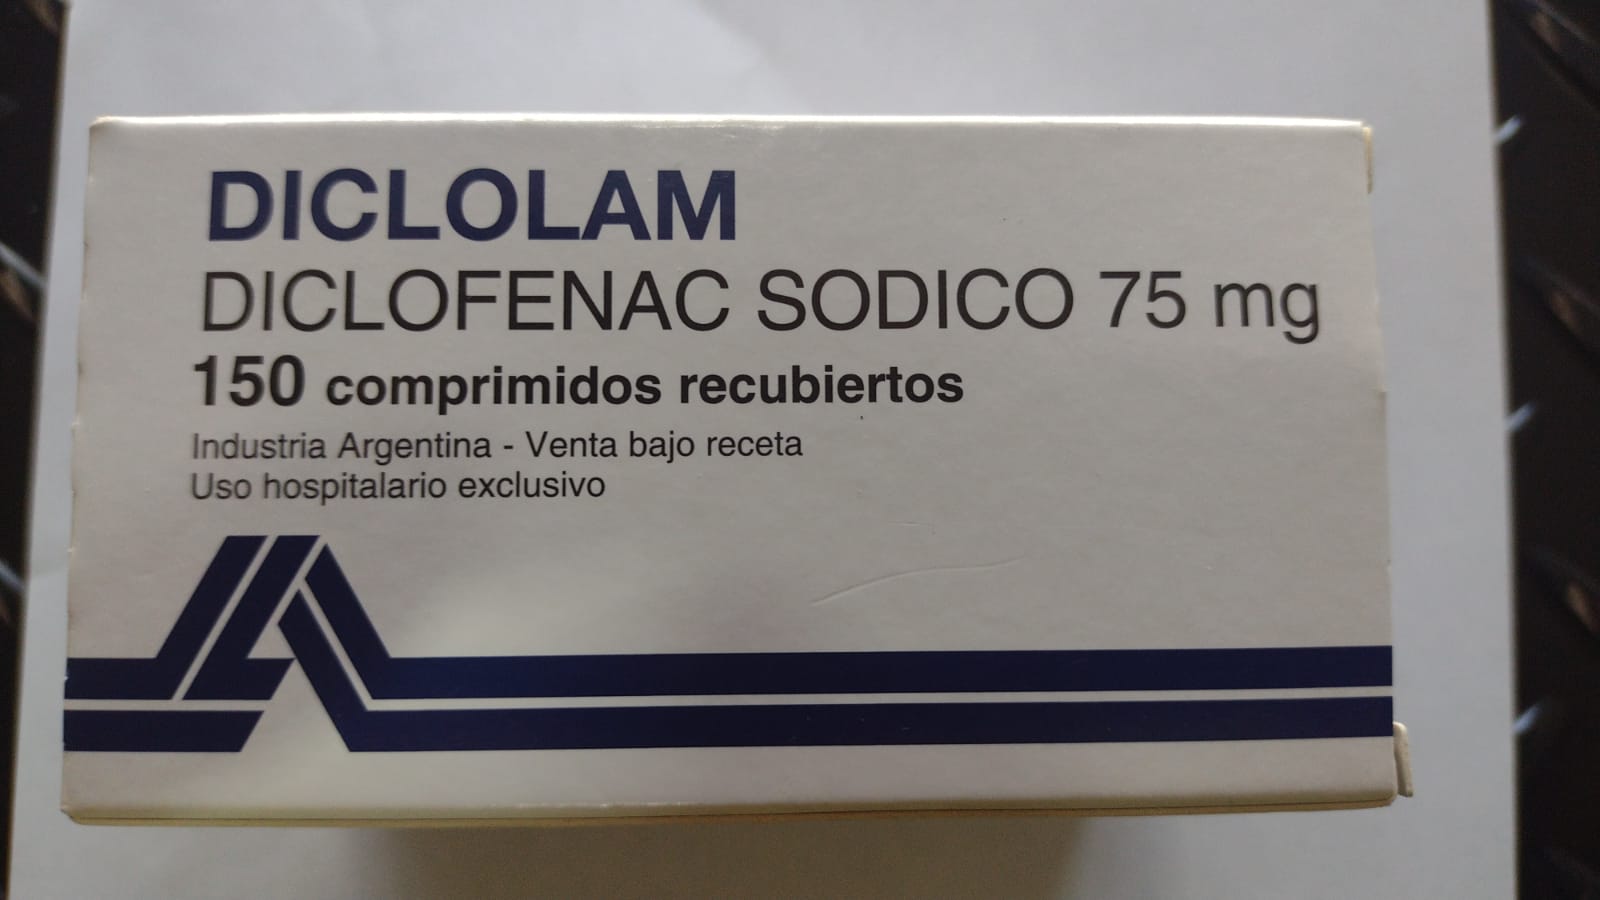 DICLOLAM
DICLOFENAC SODICO 75 mg
150 comprimidos recubiertos
Industria Argentina - Venta bajo receta
Uso hospitalario exclusivo